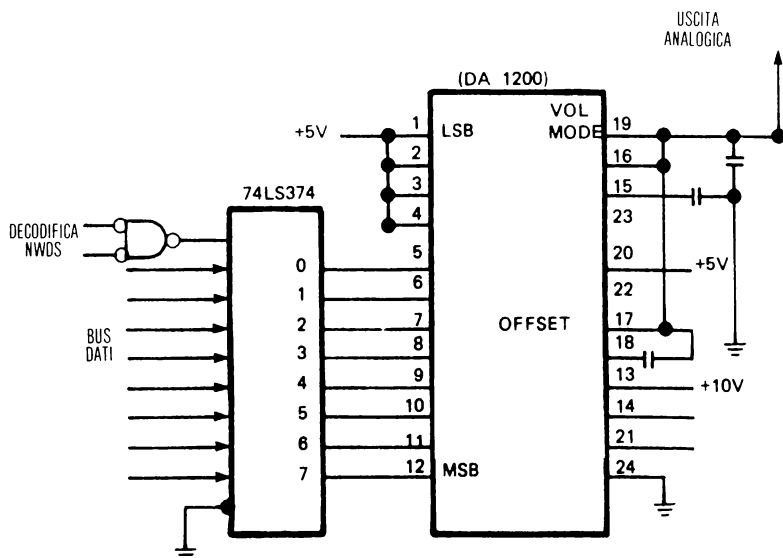 USCITA
ANALOGICA
(DA 1200)
VOL
+5V
1
LSB
MODE
19
2
16
3
15
4
23
74LS374
DECODIFICA
NWDS
0
5
20
+5V
1
6
22
BUS
DATI
2
7
OFFSET
17
3
8
18
4
9
13
+10V
5
10
14
6
11
21
7
12
MSB
24